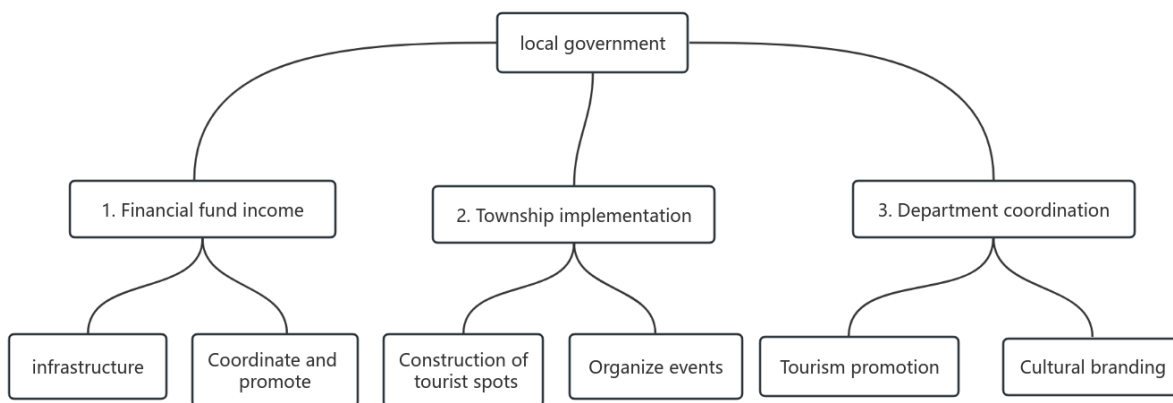 local government
1. Financial fund income
2. Township implementation
3. Department coordination
infrastructure
Coordinate and
promote
Construction of
tourist spots
Organize events
Tourism promotion
Cultural branding